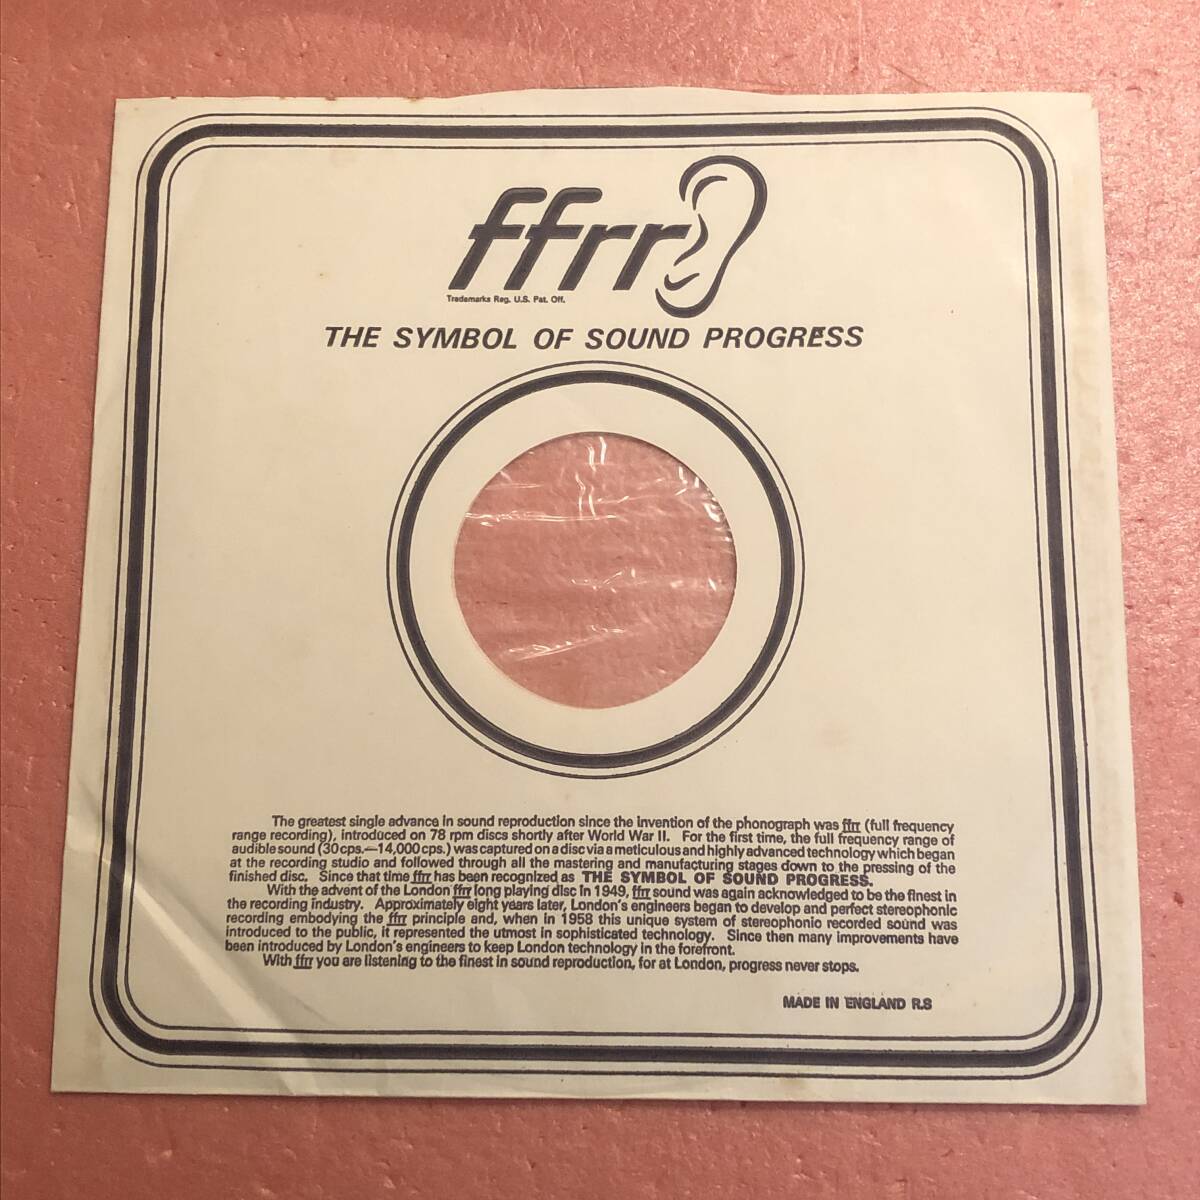 ffrr
Trademarks Reg. U.S. Pat. Off.
THE SYMBOL OF SOUND PROGRESS
The greatest single advance in sound reproduction since the invention of the phonograph was ffrr (full frequency
range recording), introduced on 78 rpm discs shortly after World War II. For the first time, the full frequency range of
audible sound (30cps.—14,000cps.) was captured on a disc via a meticulous and highly advanced technology which began
at the recording studio and followed through all the mastering and manufacturing stages down to the pressing of the
finished disc. Since that time ffrr has been recognized as THE SYMBOL OF SOUND PROGRESS.
With the advent of the London ffrr long playing disc in 1949, ffrr sound was again acknowledged to be the finest in
the recording industry. Approximately eight years later, London's engineers began to develop and perfect stereophonic
recording embodying the ffrr principle and, when in 1958 this unique system of stereophonic recorded sound was
introduced to the public, it represented the utmost in sophisticated technology. Since then many improvements have
been introduced by London's engineers to keep London technology in the forefront.
With ffrr you are listening to the finest in sound reproduction, for at London, progress never stops.
MADE IN ENGLAND R.S